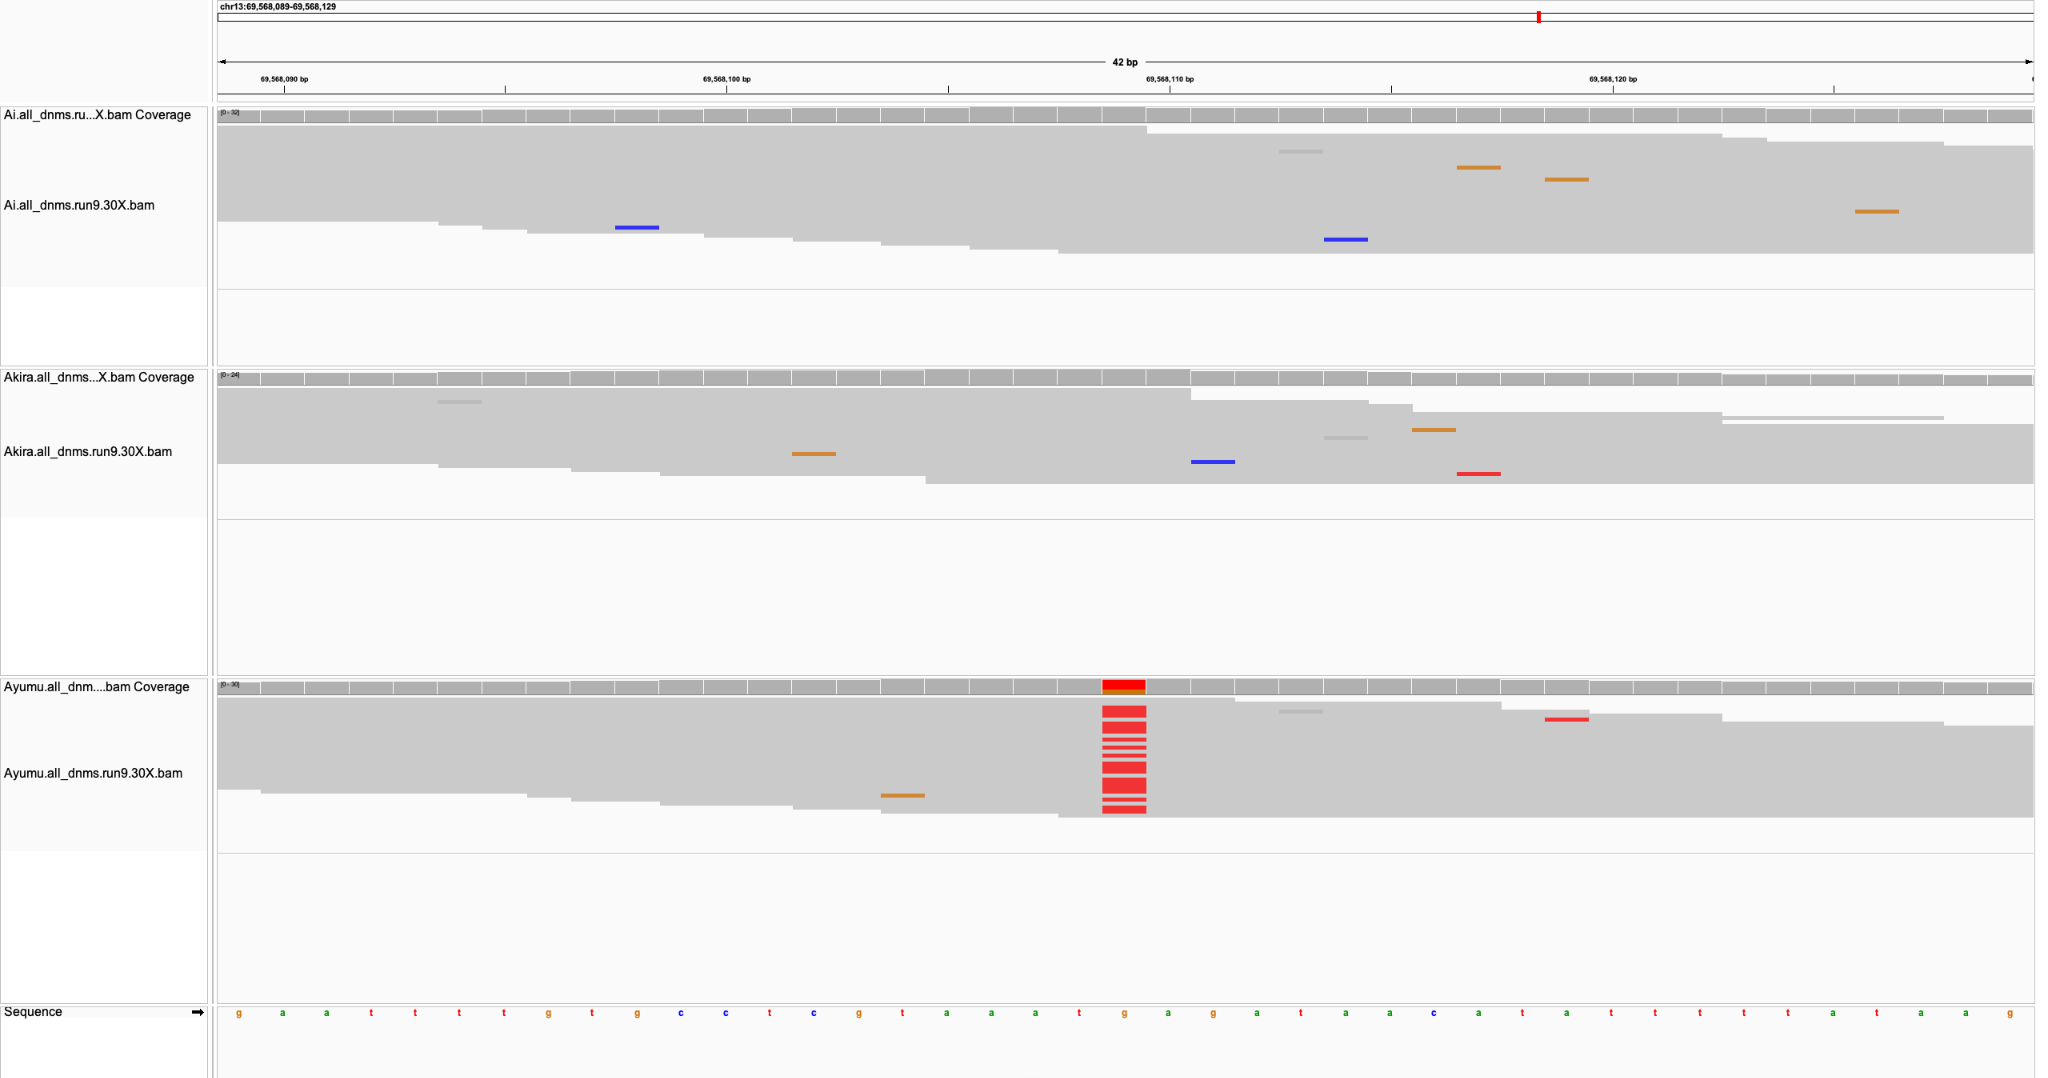 chr13:69,568,089-69,568,129
42 bp
69,568,090 bp 69,568,100 bp 69,568,110 bp 69,568,120 bp
Ai.all_dnms.ru...X.bam Coverage
[0 - 32]
Ai.all_dnms.run9.30X.bam
Akira.all_dnms...X.bam Coverage
[0 - 24]
Akira.all_dnms.run9.30X.bam
Ayumu.all_dnm....bam Coverage
[0 - 30]
Ayumu.all_dnms.run9.30X.bam
Sequence g a a t t t t g t g c c t c g t a a a t g a g a t a a c a t a t t t t t a t a a g